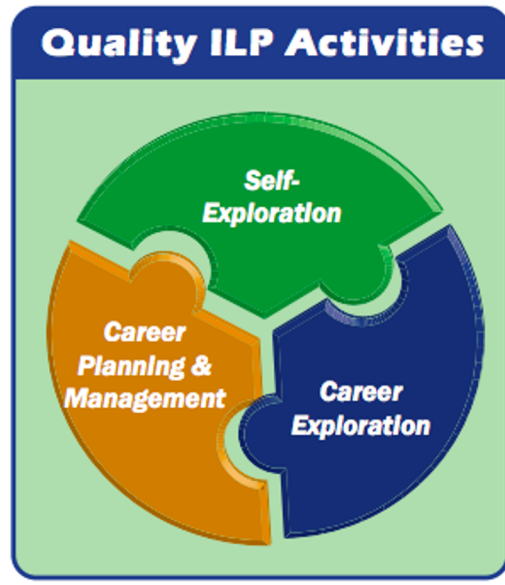 Quality ILP Activities
Self-
Exploration
Career
Planning &
Management
Career
Exploration